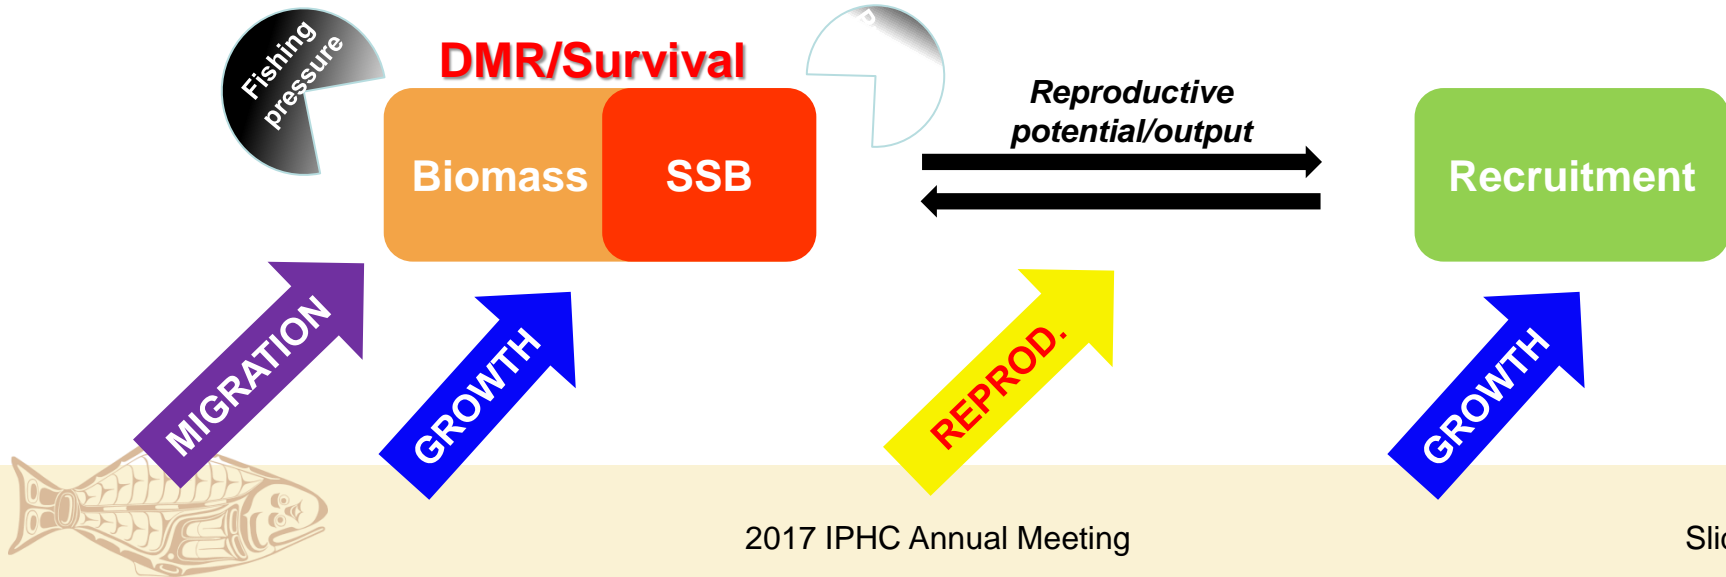 Fishing
pressure
DMR/Survival
Biomass
SSB
Reproductive
potential/output
Recruitment
MIGRATION
GROWTH
REPROD.
GROWTH
2017 IPHC Annual Meeting